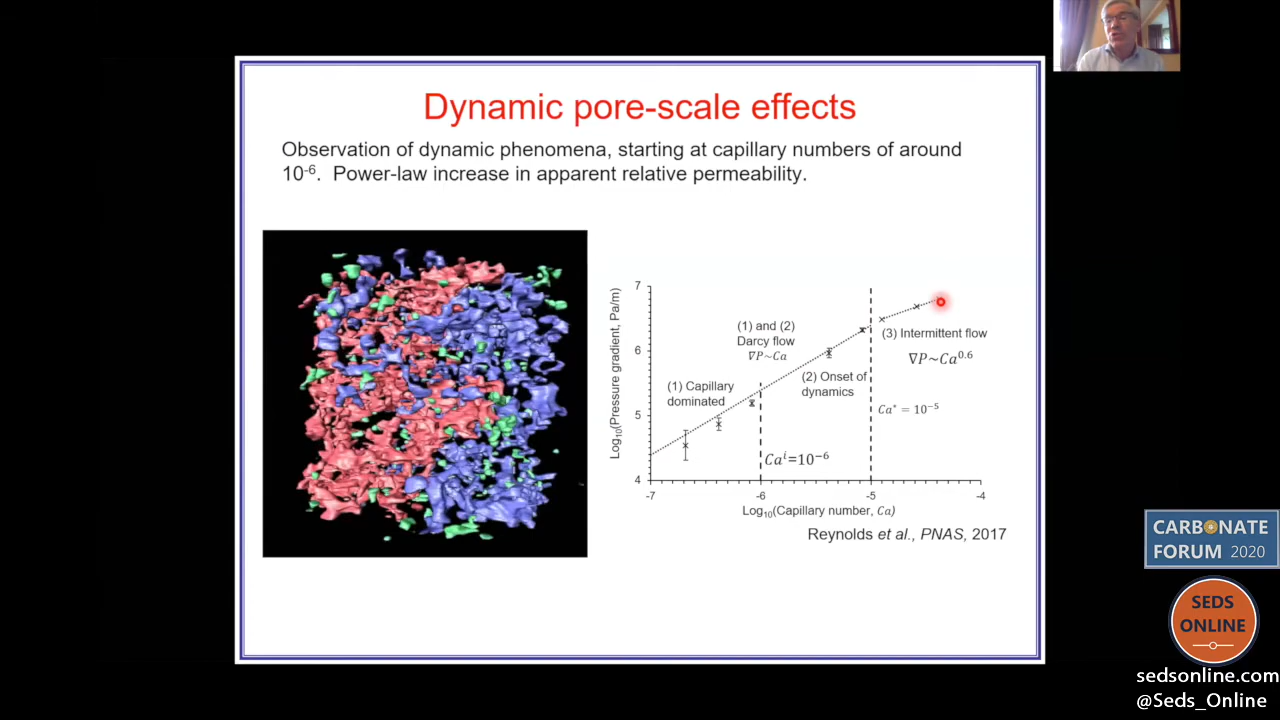 Dynamic pore-scale effects
Observation of dynamic phenomena, starting at capillary numbers of around
10⁻⁶. Power-law increase in apparent relative permeability.
7
6
5
4
Log₁₀(Pressure gradient, Pa/m)
(1) and (2)
Darcy flow
∇P~Ca
(1) Capillary
dominated
(2) Onset of
dynamics
(3) Intermittent flow
∇P~Ca⁰·⁶
Ca* = 10⁻⁵
Caⁱ=10⁻⁶
-7 -6 -5 -4
Log₁₀(Capillary number, Ca)
Reynolds et al., PNAS, 2017
CARBONATE
FORUM 2020
SEDS
ONLINE
sedsonline.com
@Seds_Online